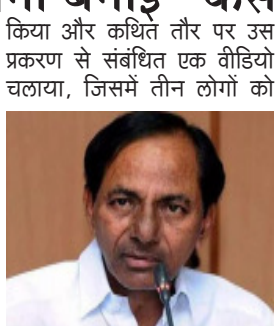 किया और कथित तौर पर उस
प्रकरण से संबंधित एक वीडियो
चलाया, जिसमें तीन लोगों को